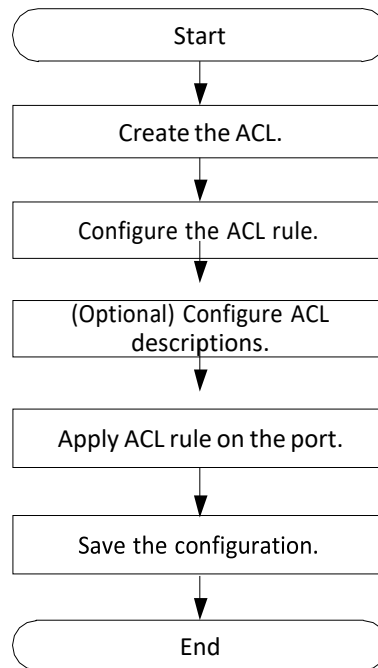 Start
Create the ACL.
Configure the ACL rule.
(Optional) Configure ACL
descriptions.
Apply ACL rule on the port.
Save the configuration.
End